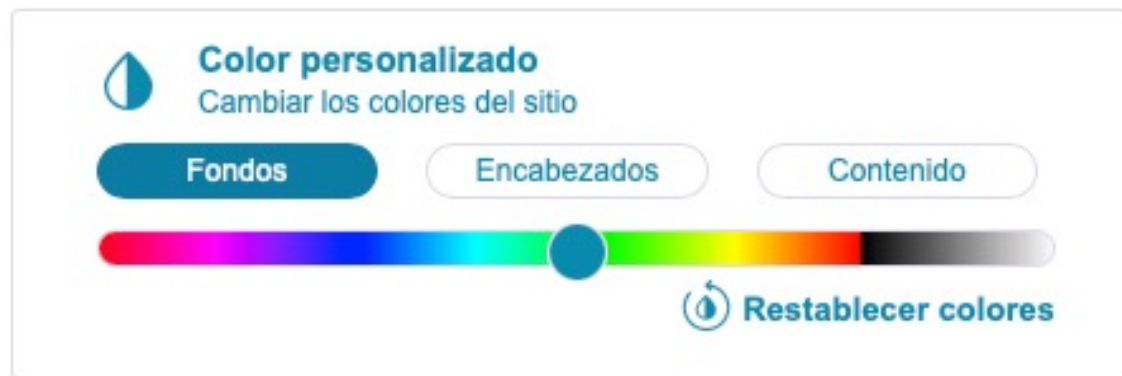 Color personalizado
Cambiar los colores del sitio
Fondos
Encabezados
Contenido
Restablecer colores